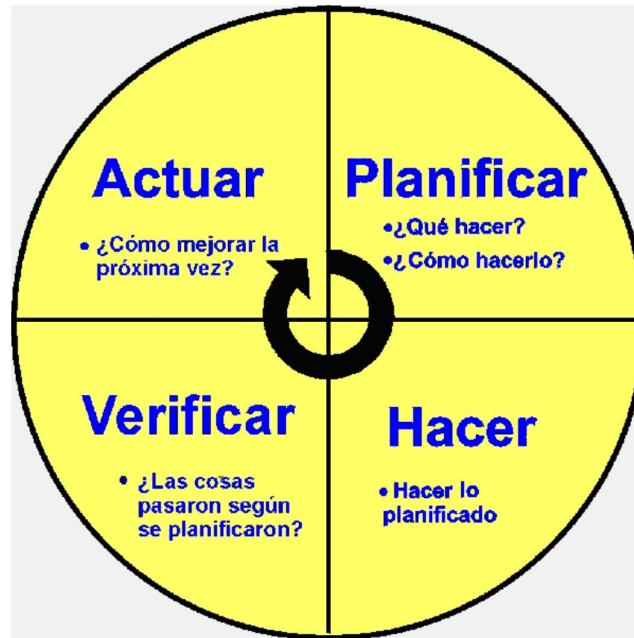 Actuar
• ¿Cómo mejorar la
próxima vez?
Planificar
•¿Qué hacer?
•¿Cómo hacerlo?
Verificar
• ¿Las cosas
pasaron según
se planificaron?
Hacer
• Hacer lo
planificado